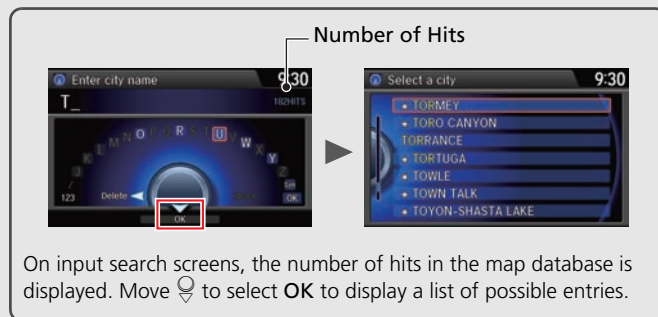 Number of Hits
Enter city name 9:30
T_ 182HITS
J K L M N O P Q R S T U V W X Y Z
/
123 Delete OK
OK
Select a city 9:30
TORMEY
TORO CANYON
TORRANCE
TORTUGA
TOWLE
TOWN TALK
TOYON-SHASTA LAKE
On input search screens, the number of hits in the map database is
displayed. Move to select OK to display a list of possible entries.